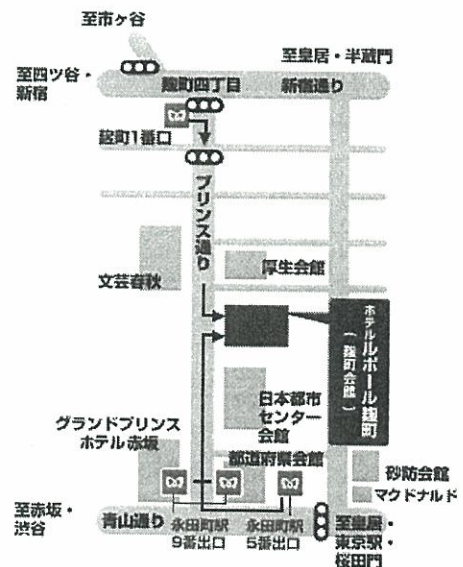 至市ヶ谷
至皇居・半蔵門
至四ツ谷・
新宿
麹町四丁目
新宿通り
麹町1番口
プリンス通り
文芸春秋
厚生会館
ホテルルポール麹町
(麹町会館)
日本都市
センター
会館
グランドプリンス
ホテル赤坂
都道府県会館
砂防会館
マクドナルド
至赤坂・
渋谷
青山通り
永田町駅
9番出口
永田町駅
5番出口
至皇居・
東京駅・
桜田門